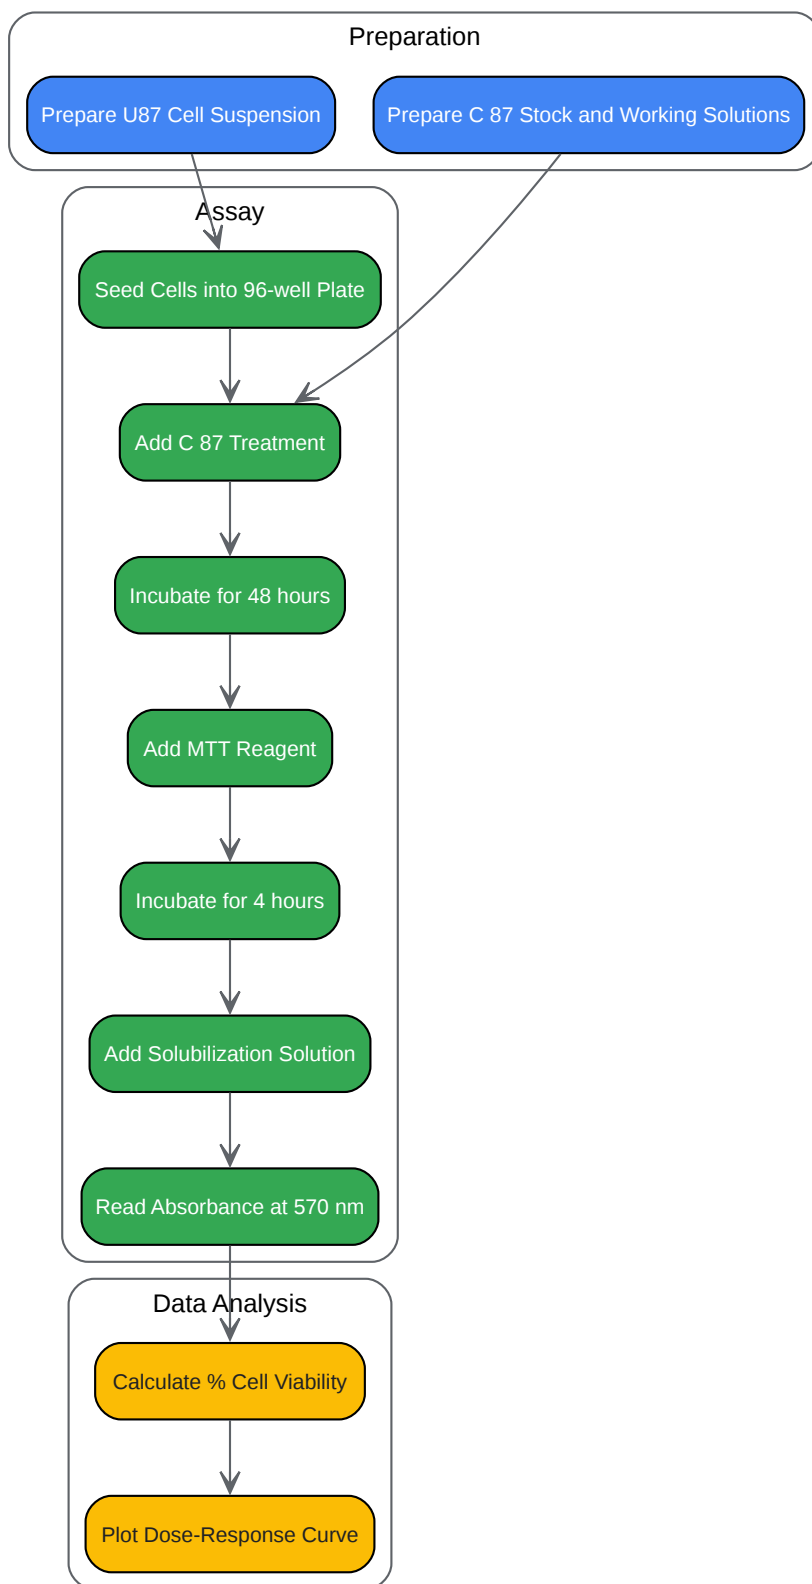 Preparation
Prepare U87 Cell Suspension
Prepare C 87 Stock and Working Solutions
Assay
Seed Cells into 96-well Plate
Add C 87 Treatment
Incubate for 48 hours
Add MTT Reagent
Incubate for 4 hours
Add Solubilization Solution
Read Absorbance at 570 nm
Data Analysis
Calculate % Cell Viability
Plot Dose-Response Curve